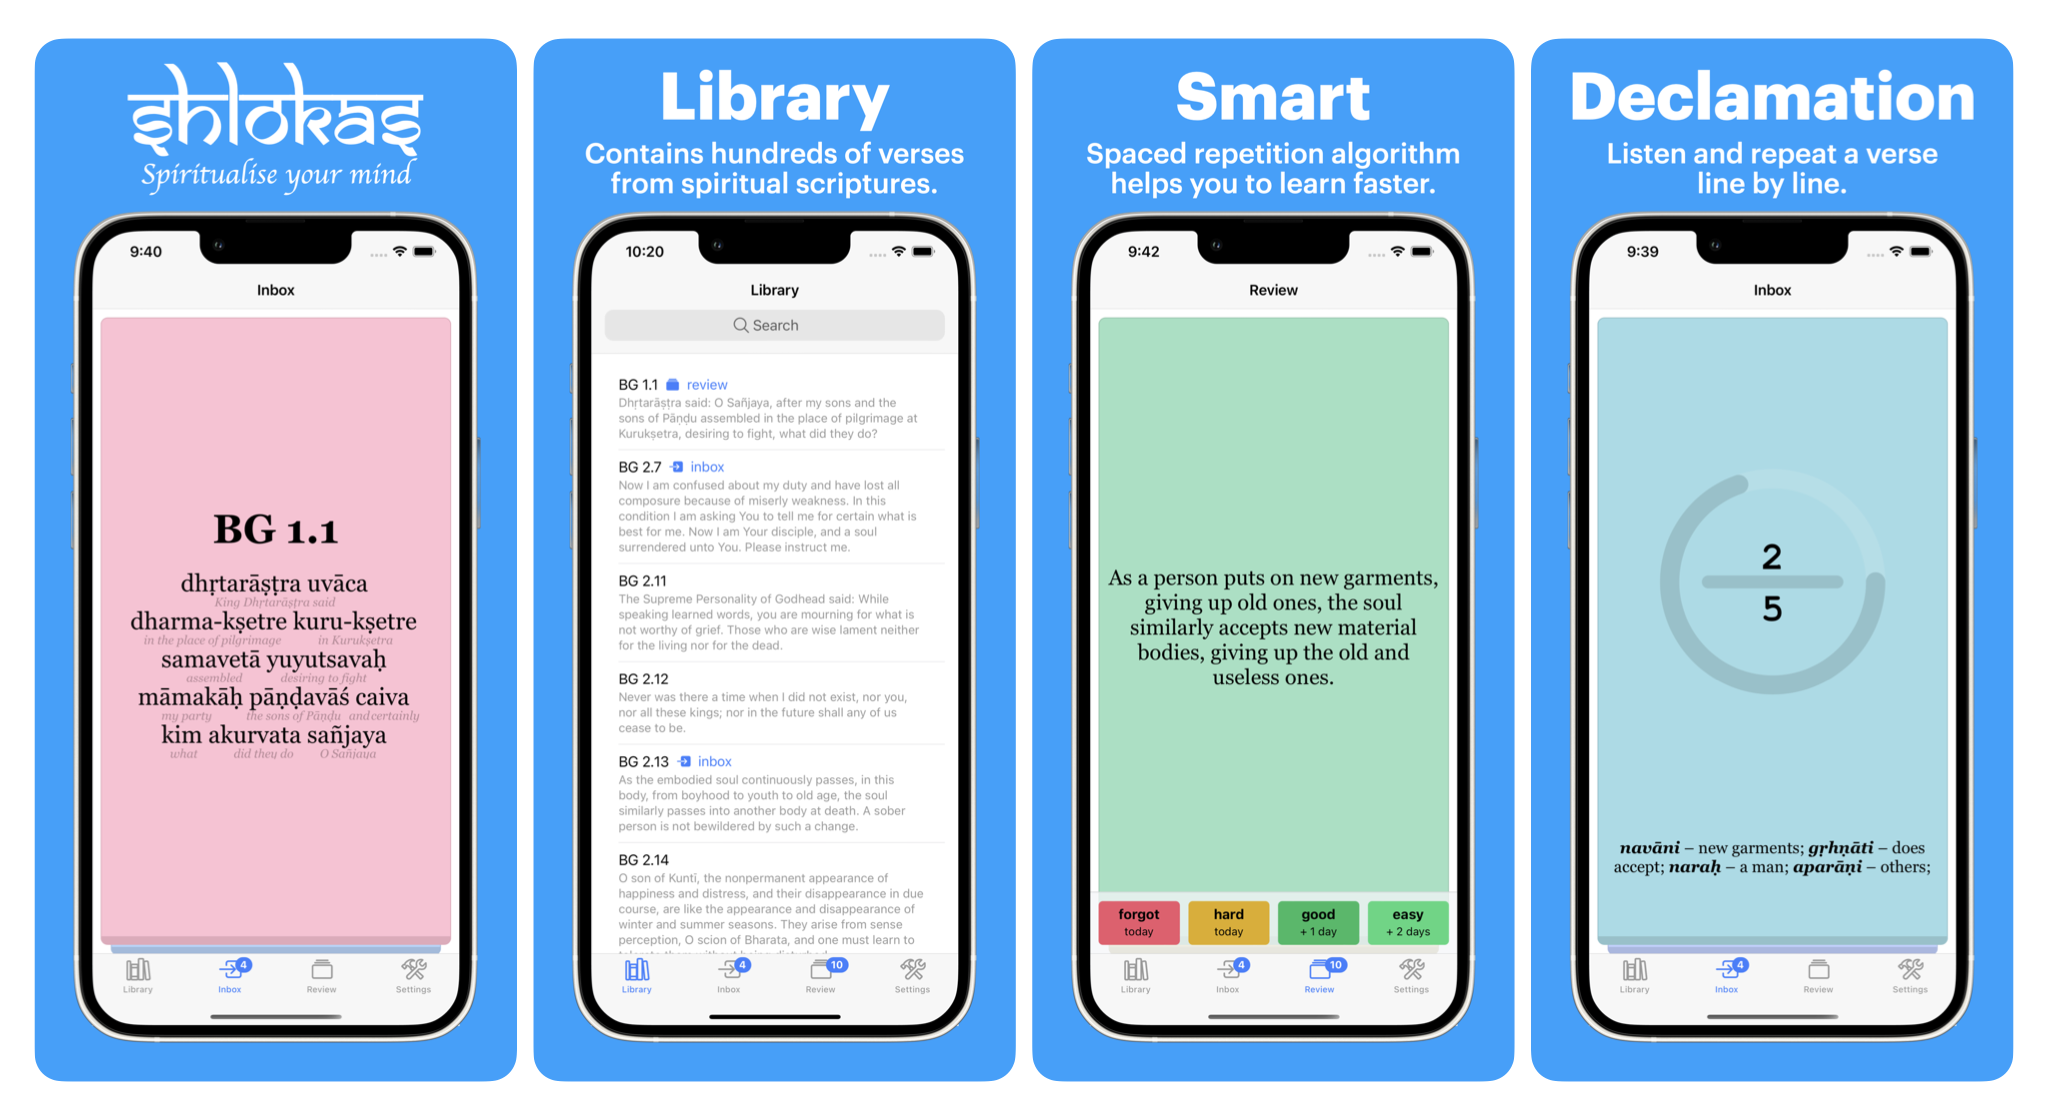 shlokas
Spiritualise your mind
9:40
Inbox
BG 1.1
dhṛtarāṣṭra uvāca
King Dhṛtarāṣṭra said
dharma-kṣetre kuru-kṣetre
in the place of pilgrimage in Kurukṣetra
samavetā yuyutsavaḥ
assembled desiring to fight
māmakāḥ pāṇḍavāś caiva
my party the sons of Pāṇḍu and certainly
kim akurvata sañjaya
what did they do O Sañjaya
Library
4
Inbox
Review
Settings
Library
Contains hundreds of verses
from spiritual scriptures.
10:20
Library
Search
BG 1.1 review
Dhṛtarāṣṭra said: O Sañjaya, after my sons and the
sons of Pāṇḍu assembled in the place of pilgrimage at
Kurukṣetra, desiring to fight, what did they do?
BG 2.7 inbox
Now I am confused about my duty and have lost all
composure because of miserly weakness. In this
condition I am asking You to tell me for certain what is
best for me. Now I am Your disciple, and a soul
surrendered unto You. Please instruct me.
BG 2.11
The Supreme Personality of Godhead said: While
speaking learned words, you are mourning for what is
not worthy of grief. Those who are wise lament neither
for the living nor for the dead.
BG 2.12
Never was there a time when I did not exist, nor you,
nor all these kings; nor in the future shall any of us
cease to be.
BG 2.13 inbox
As the embodied soul continuously passes, in this
body, from boyhood to youth to old age, the soul
similarly passes into another body at death. A sober
person is not bewildered by such a change.
BG 2.14
O son of Kuntī, the nonpermanent appearance of
happiness and distress, and their disappearance in due
course, are like the appearance and disappearance of
winter and summer seasons. They arise from sense
perception, O scion of Bharata, and one must learn to
Library
4
Inbox
10
Review
Settings
Smart
Spaced repetition algorithm
helps you to learn faster.
9:42
Review
As a person puts on new garments,
giving up old ones, the soul
similarly accepts new material
bodies, giving up the old and
useless ones.
forgot
today
hard
today
good
+ 1 day
easy
+ 2 days
Library
4
Inbox
10
Review
Settings
Declamation
Listen and repeat a verse
line by line.
9:39
Inbox
2
5
navāni – new garments; gṛhṇāti – does
accept; naraḥ – a man; aparāṇi – others;
Library
4
Inbox
Review
Settings